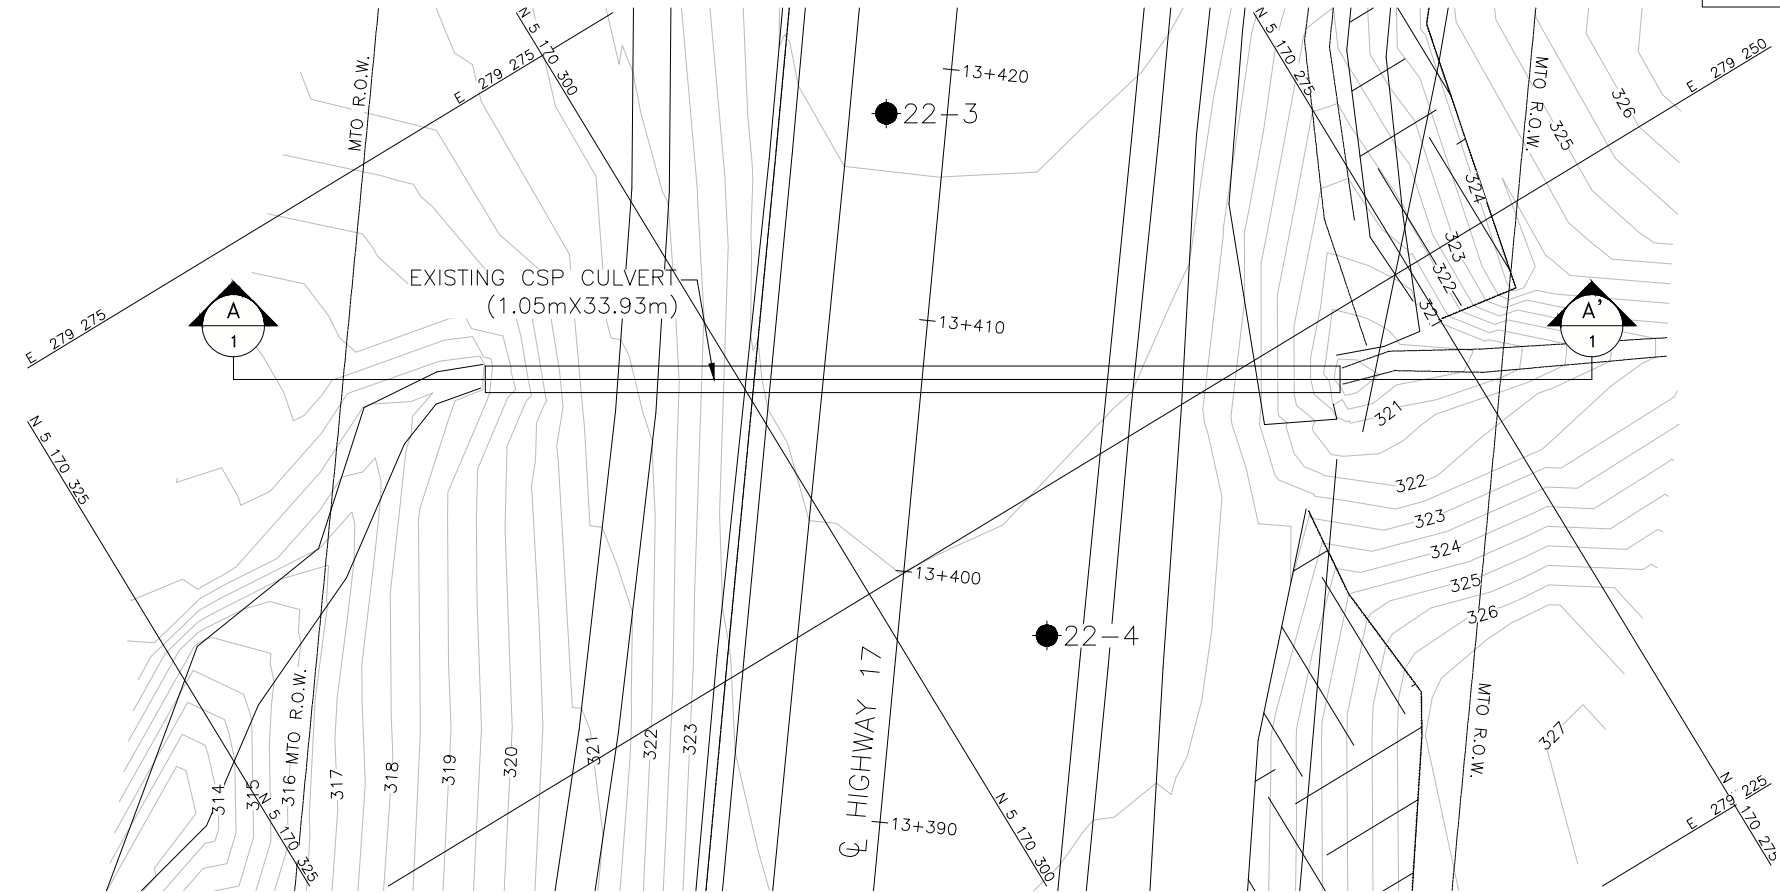 N 5 170 300
E 279 275
MTO R.O.W.
13+420
22-3
N 5 170 275
MTO R.O.W.
E 279 250
326
325
324
323
322
EXISTING CSP CULVERT
(1.05mX33.93m)
A
1
13+410
A'
1
E 279 275
321
N 5 170 325
322
323
324
325
326
13+400
22-4
327
MTO R.O.W.
MTO R.O.W.
314
315
316
317
318
319
320
321
322
323
℄ HIGHWAY 17
13+390
N 5 170 325
N 5 170 300
E 279 225
N 5 170 275